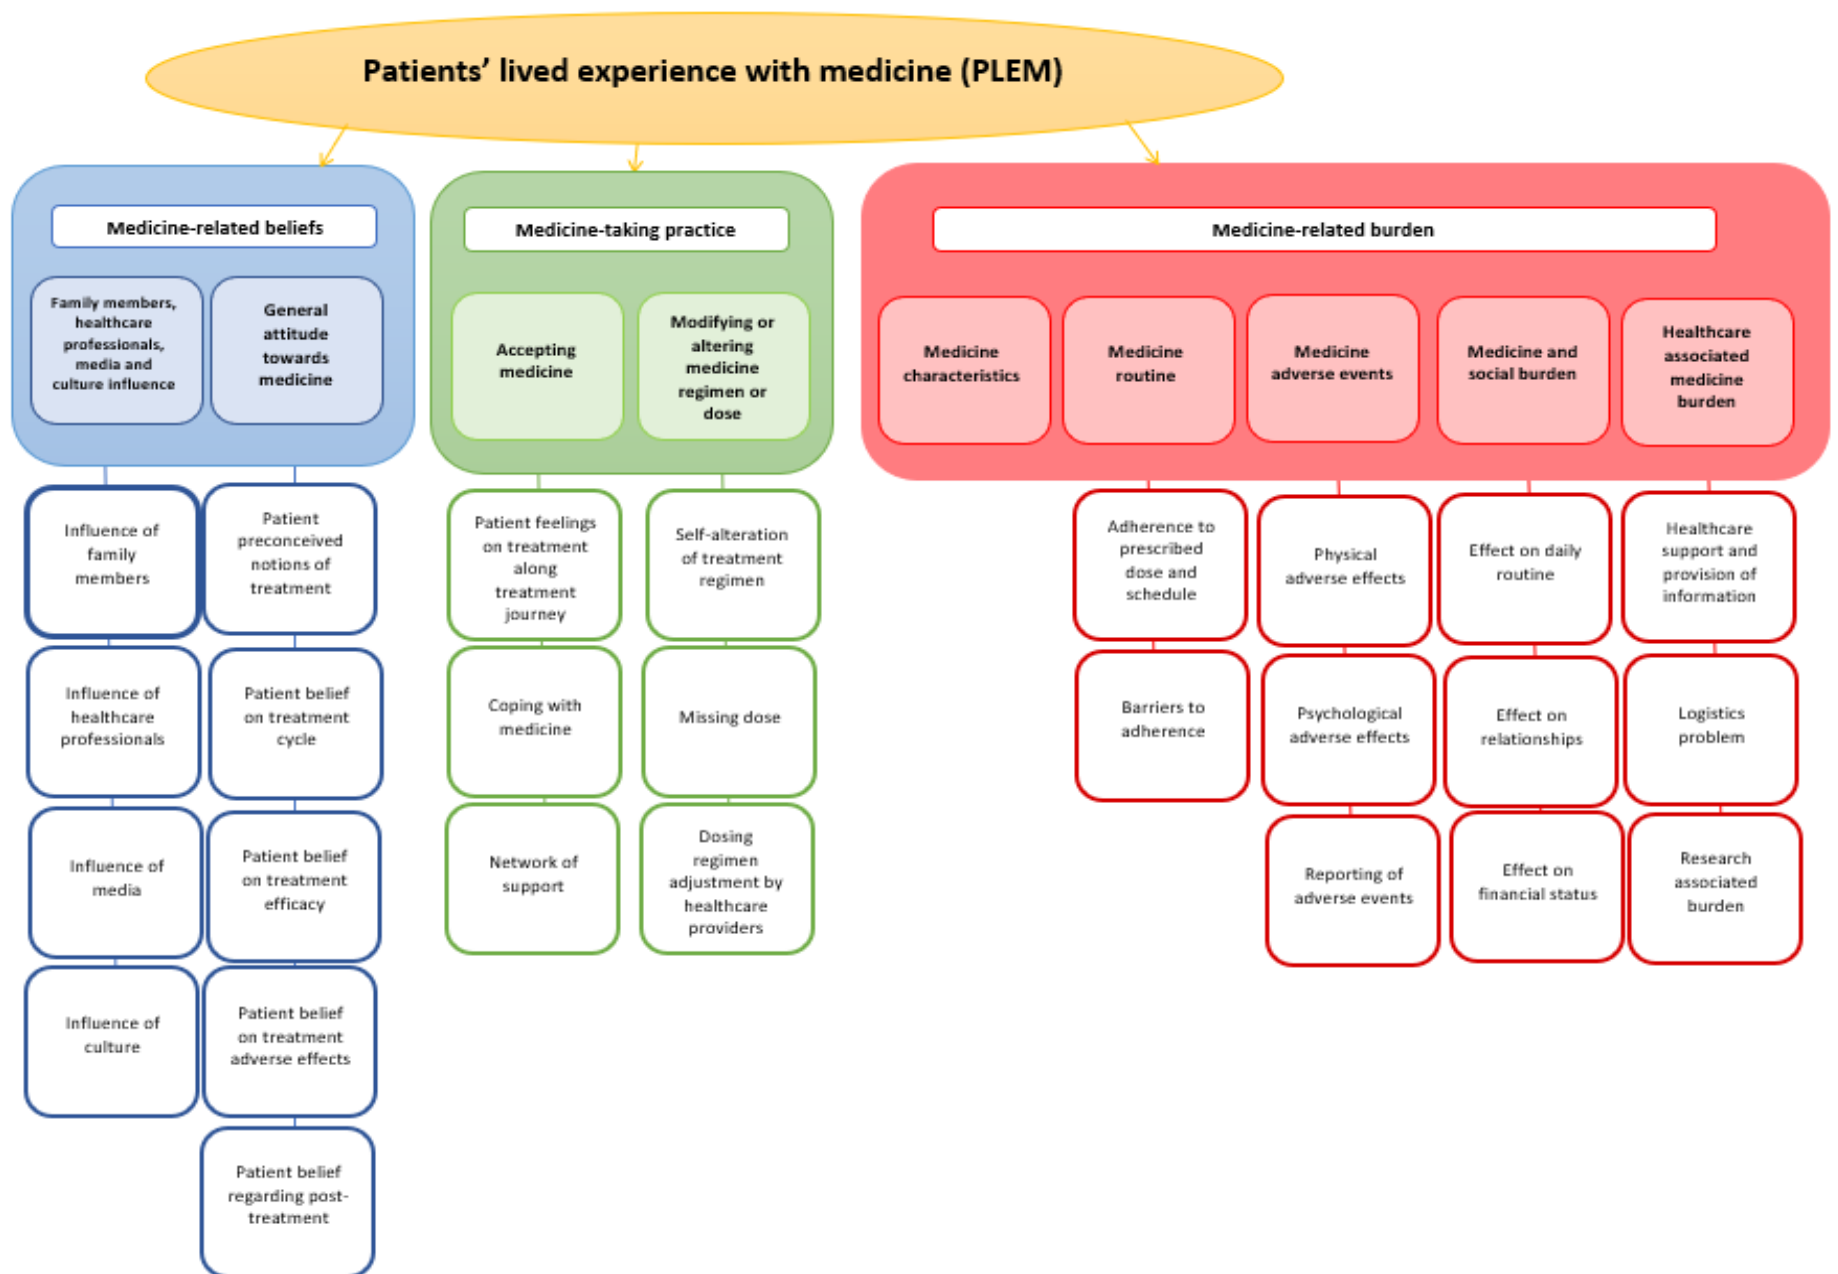 Patients’ lived experience with medicine (PLEM)
Medicine-related beliefs
Family members,
healthcare
professionals,
media and
culture influence
General
attitude
towards
medicine
Influence of
family
members
Influence of
healthcare
professionals
Influence of
media
Influence of
culture
Patient
preconceived
notions of
treatment
Patient belief
on treatment
cycle
Patient belief
on treatment
efficacy
Patient belief
on treatment
adverse effects
Patient belief
regarding post-
treatment
Medicine-taking practice
Accepting
medicine
Modifying or
altering
medicine
regimen or
dose
Patient feelings
on treatment
along
treatment
journey
Coping with
medicine
Network of
support
Self-alteration
of treatment
regimen
Missing dose
Dosing
regimen
adjustment by
healthcare
providers
Medicine-related burden
Medicine
characteristics
Medicine
routine
Medicine
adverse events
Medicine and
social burden
Healthcare
associated
medicine
burden
Adherence to
prescribed
dose and
schedule
Barriers to
adherence
Physical
adverse effects
Psychological
adverse effects
Reporting of
adverse events
Effect on daily
routine
Effect on
relationships
Effect on
financial status
Healthcare
support and
provision of
information
Logistics
problem
Research
associated
burden